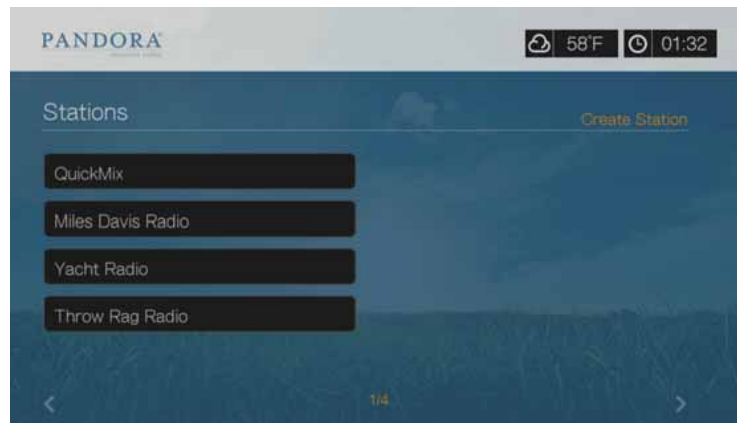 PANDORA
58°F
01:32
Stations
Create Station
QuickMix
Miles Davis Radio
Yacht Radio
Throw Rag Radio
1/4